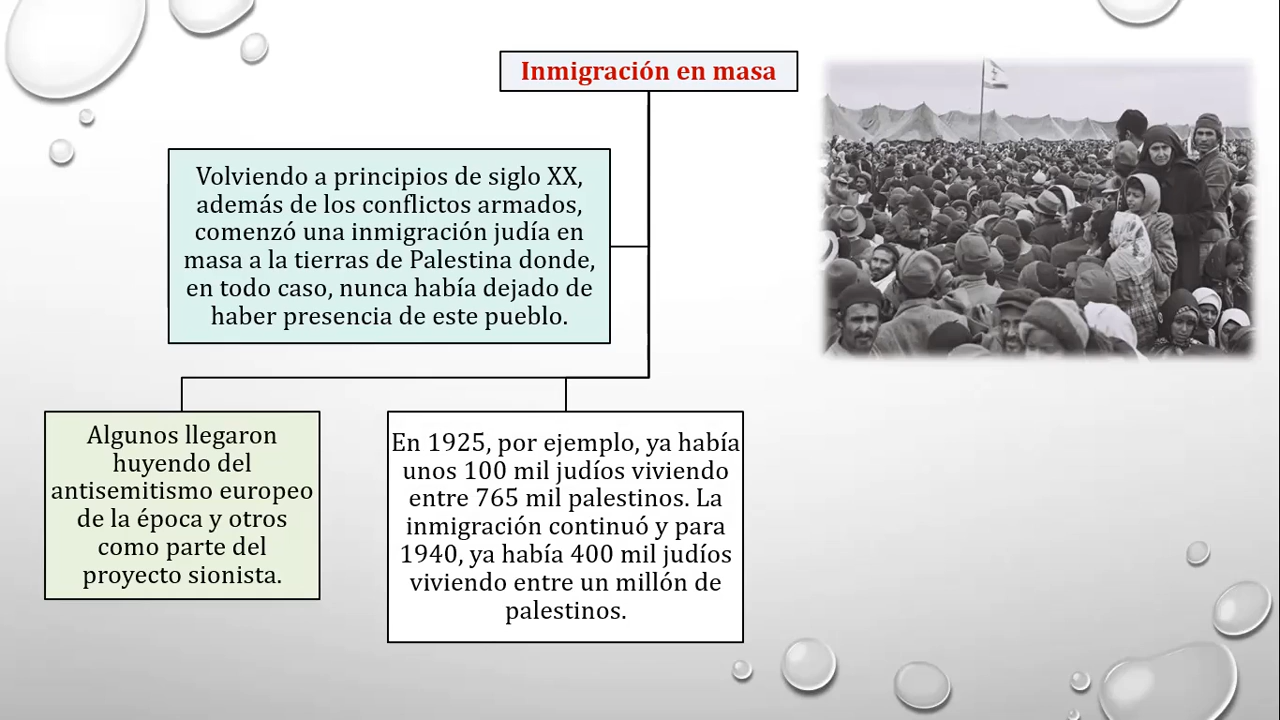 Inmigración en masa
Volviendo a principios de siglo XX,
además de los conflictos armados,
comenzó una inmigración judía en
masa a la tierras de Palestina donde,
en todo caso, nunca había dejado de
haber presencia de este pueblo.
Algunos llegaron
huyendo del
antisemitismo europeo
de la época y otros
como parte del
proyecto sionista.
En 1925, por ejemplo, ya había
unos 100 mil judíos viviendo
entre 765 mil palestinos. La
inmigración continuó y para
1940, ya había 400 mil judíos
viviendo entre un millón de
palestinos.